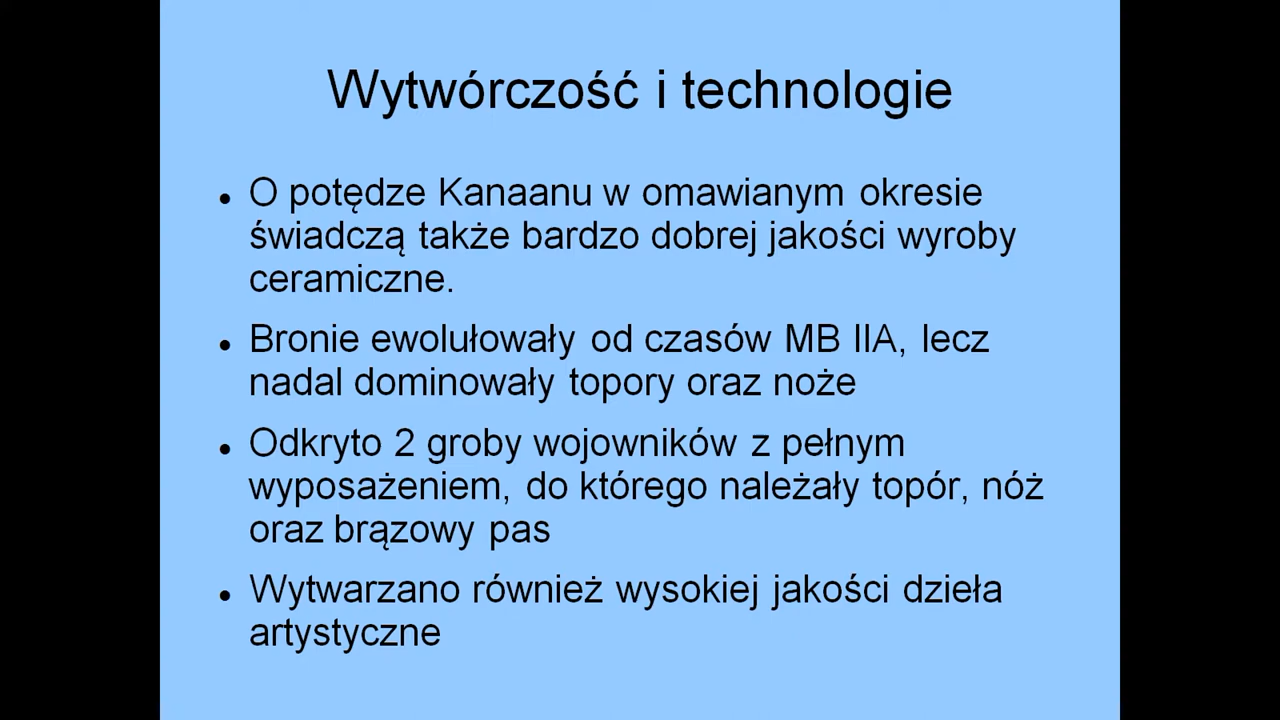 Wytwórczość i technologie
• O potędze Kanaanu w omawianym okresie
świadczą także bardzo dobrej jakości wyroby
ceramiczne.
• Bronie ewolułowały od czasów MB IIA, lecz
nadal dominowały topory oraz noże
• Odkryto 2 groby wojowników z pełnym
wyposażeniem, do którego należały topór, nóż
oraz brązowy pas
• Wytwarzano również wysokiej jakości dzieła
artystyczne